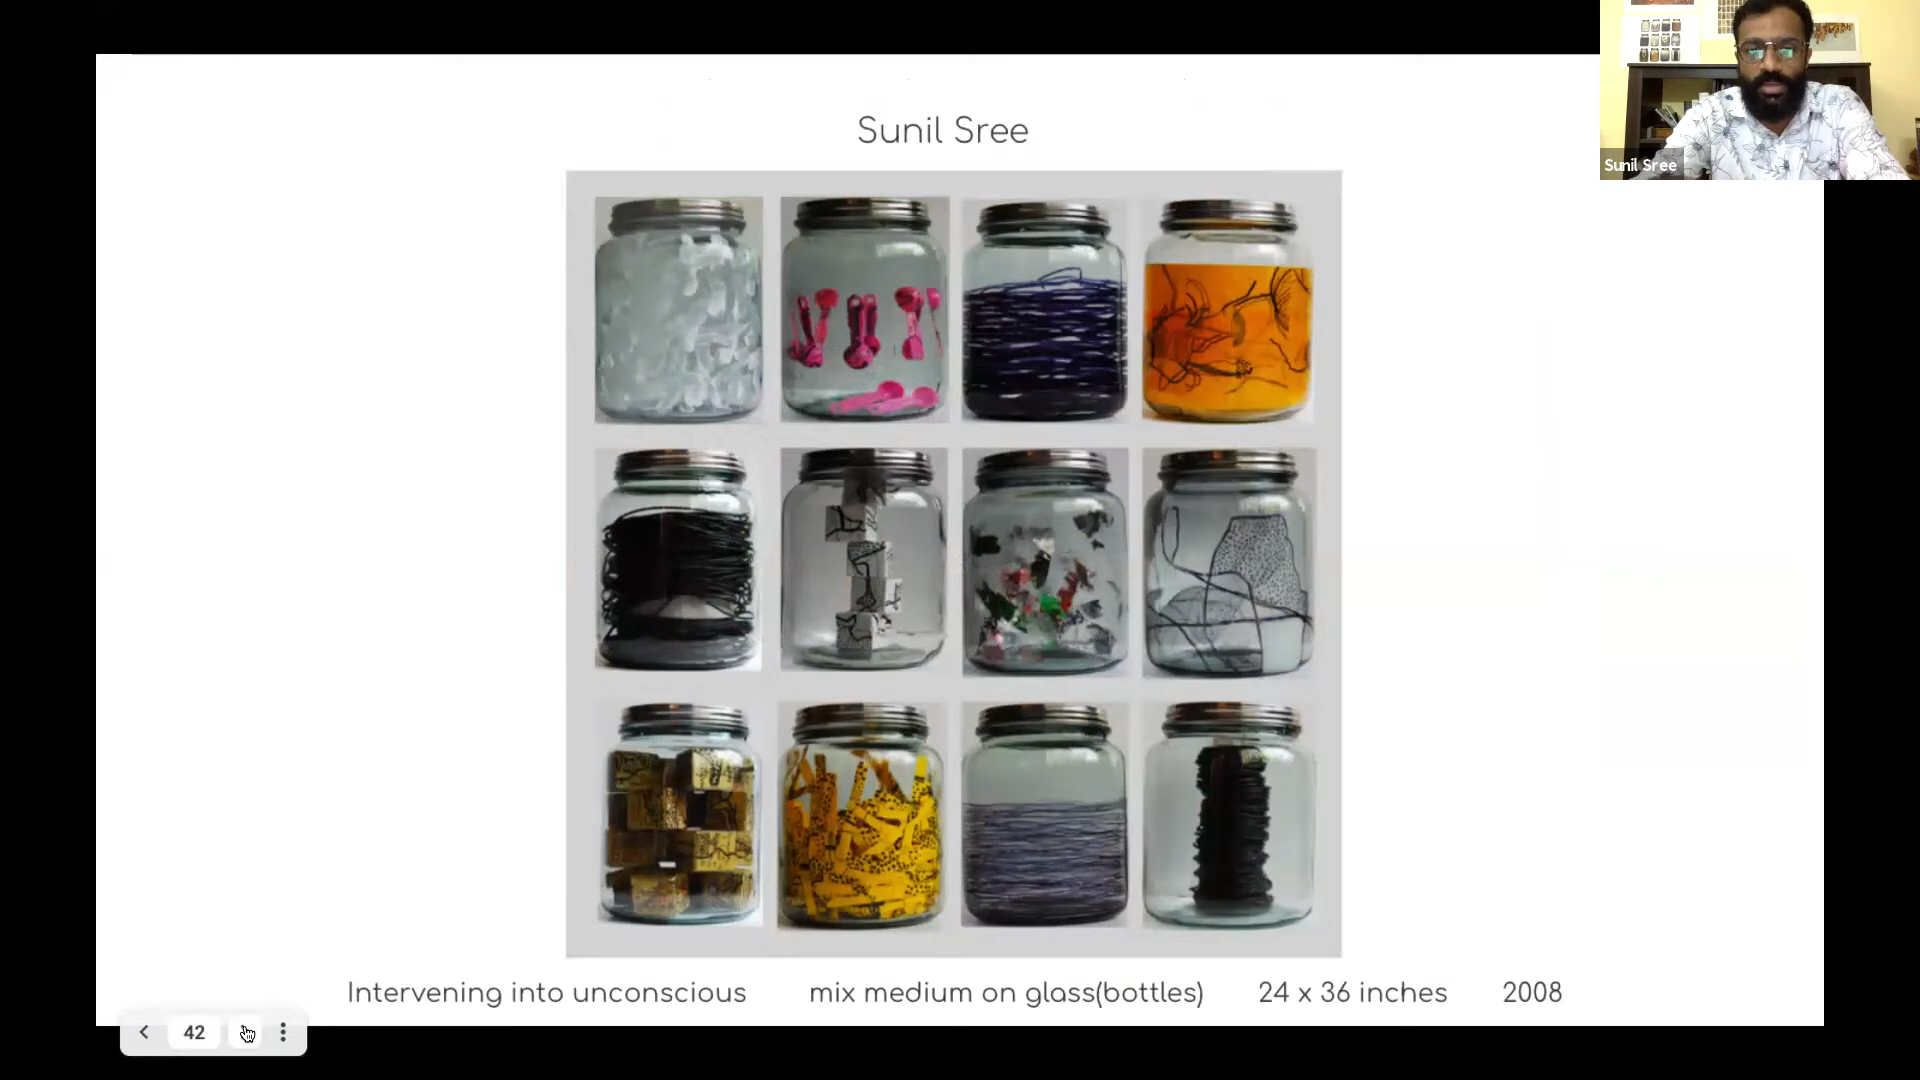 Sunil Sree
Sunil Sree
Intervening into unconscious mix medium on glass(bottles) 24 x 36 inches 2008
42